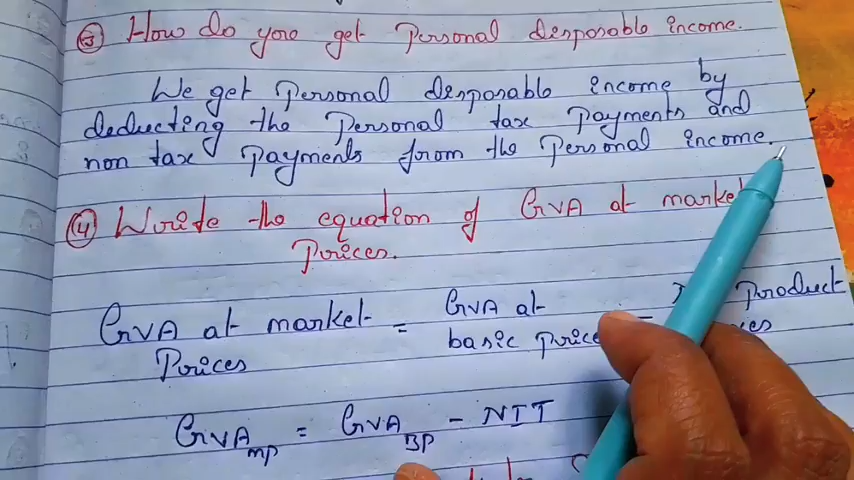 ③ How do you get Personal desposable income.
We get Personal desposable income by
deducting the Personal tax Payments and
non tax Payments from the Personal income.
④ Write the equation of GVA at market
Prices.
GVA at market = GVA at - Product
Prices basic Price
GVA MP = GVA BP - NIT